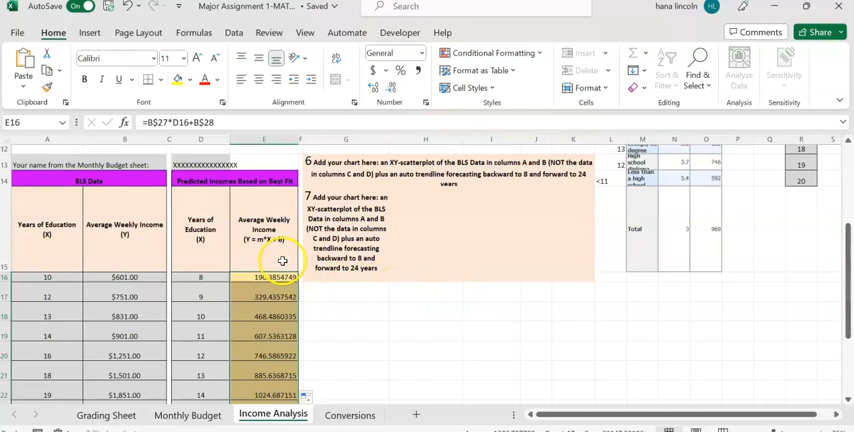 AutoSave On Major Assignment 1-MAT... • Saved Search hana lincoln HL
File Home Insert Page Layout Formulas Data Review View Automate Developer Help Comments Share
Paste Calibri 11 A A General Conditional Formatting Insert Sort & Filter Find & Select Analyze Data Sensitivity
B I U A $ % 9 Format as Table Delete
Cell Styles Format
Clipboard Font Alignment Number Styles Cells Editing Analysis Sensitivity
E16 fx =B$27*D16+B$28
A B C D E F G H I J K L M N O P Q R S
12 13 degree 18
13 Your name from the Monthly Budget sheet: XXXXXXXXXXXXXXX 12 High school 3.7 746 19
14 BLS Data Predicted Incomes Based on Best Fit <11 Less than a high school 5.4 592 20
6 Add your chart here: an XY-scatterplot of the BLS Data in columns A and B (NOT the data
in columns C and D) plus an auto trendline forecasting backward to 8 and forward to 24
years
7 Add your chart here: an
XY-scatterplot of the BLS
Data in columns A and B
(NOT the data in columns
C and D) plus an auto
trendline forecasting
backward to 8 and
forward to 24 years
15 Years of Education (X) Average Weekly Income (Y) Years of Education (X) Average Weekly Income (Y = m*X + b) Total 3 969
16 10 $601.00 8 190.3854749
17 12 $751.00 9 329.4357542
18 13 $831.00 10 468.4860335
19 14 $901.00 11 607.5363128
20 16 $1,251.00 12 746.5865922
21 18 $1,501.00 13 885.6368715
22 19 $1,851.00 14 1024.687151
Grading Sheet Monthly Budget Income Analysis Conversions +